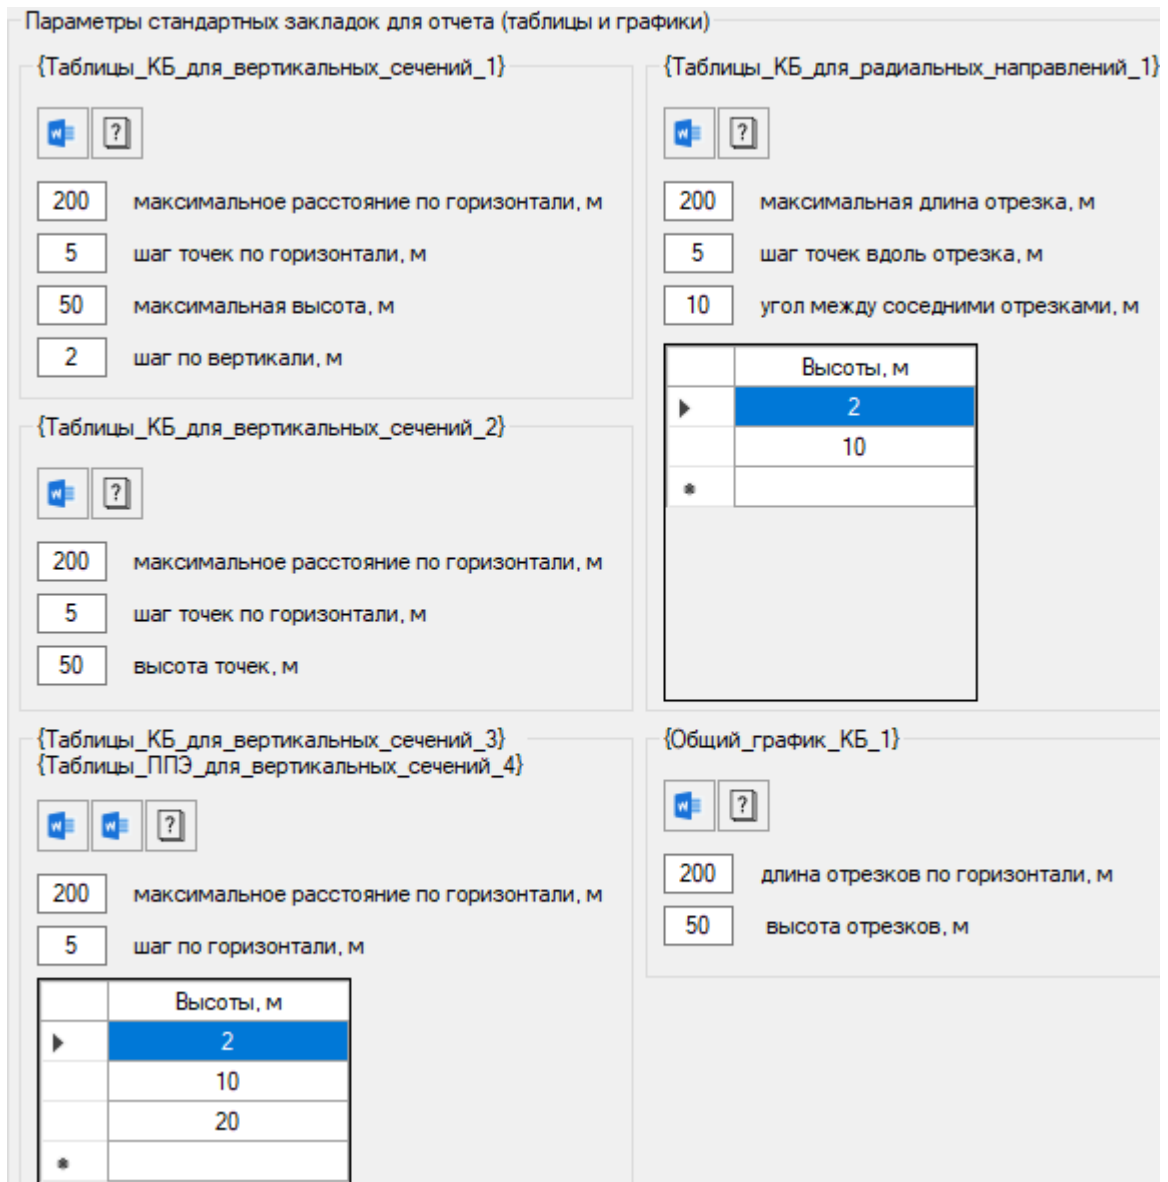 Параметры стандартных закладок для отчета (таблицы и графики)
{Таблицы_КБ_для_вертикальных_сечений_1}
200 максимальное расстояние по горизонтали, м
5 шаг точек по горизонтали, м
50 максимальная высота, м
2 шаг по вертикали, м
{Таблицы_КБ_для_вертикальных_сечений_2}
200 максимальное расстояние по горизонтали, м
5 шаг точек по горизонтали, м
50 высота точек, м
{Таблицы_КБ_для_вертикальных_сечений_3}
{Таблицы_ППЭ_для_вертикальных_сечений_4}
200 максимальное расстояние по горизонтали, м
5 шаг по горизонтали, м
Высоты, м
2
10
20
{Таблицы_КБ_для_радиальных_направлений_1}
200 максимальная длина отрезка, м
5 шаг точек вдоль отрезка, м
10 угол между соседними отрезками, м
Высоты, м
2
10
{Общий_график_КБ_1}
200 длина отрезков по горизонтали, м
50 высота отрезков, м